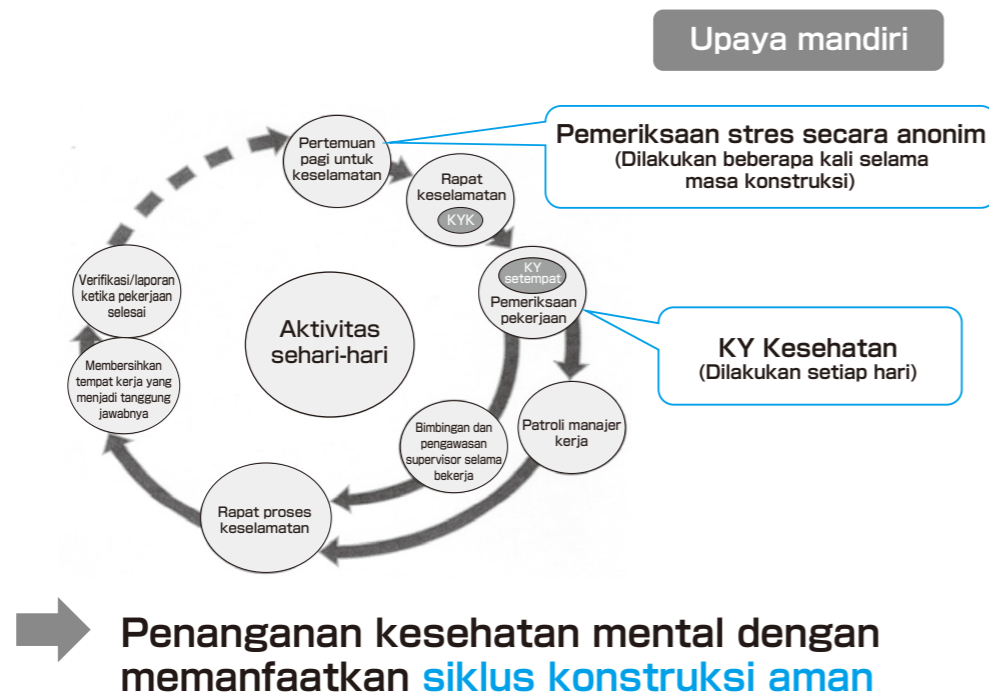 Upaya mandiri
Pertemuan
pagi untuk
keselamatan
Pemeriksaan stres secara anonim
(Dilakukan beberapa kali selama
masa konstruksi)
Rapat
keselamatan
KYK
KY
setempat
Pemeriksaan
pekerjaan
KY Kesehatan
(Dilakukan setiap hari)
Aktivitas
sehari-hari
Patroli manajer
kerja
Bimbingan dan
pengawasan
supervisor selama
bekerja
Rapat proses
keselamatan
Membersihkan
tempat kerja yang
menjadi tanggung
jawabnya
Verifikasi/laporan
ketika pekerjaan
selesai
Penanganan kesehatan mental dengan
memanfaatkan siklus konstruksi aman